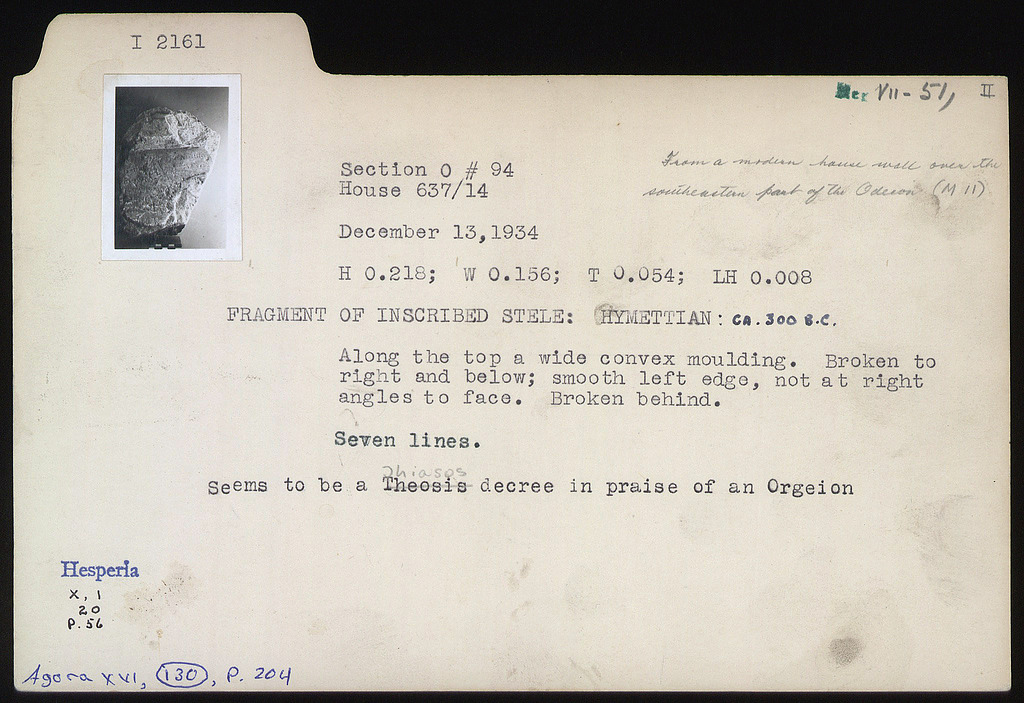 I 2161
VII - 51, II
From a modern house wall over the
southeastern part of the Odeion (M 11).
Section O # 94
House 637/14
December 13,1934
H 0.218; W 0.156; T 0.054; LH 0.008
FRAGMENT OF INSCRIBED STELE: HYMETTIAN: CA. 300 B.C.
Along the top a wide convex moulding. Broken to
right and below; smooth left edge, not at right
angles to face. Broken behind.
Seven lines.
Thiasos
Seems to be a Theosis decree in praise of an Orgeion
Hesperia
X, 1
20
P. 56
Agora XVI, 130, P. 204